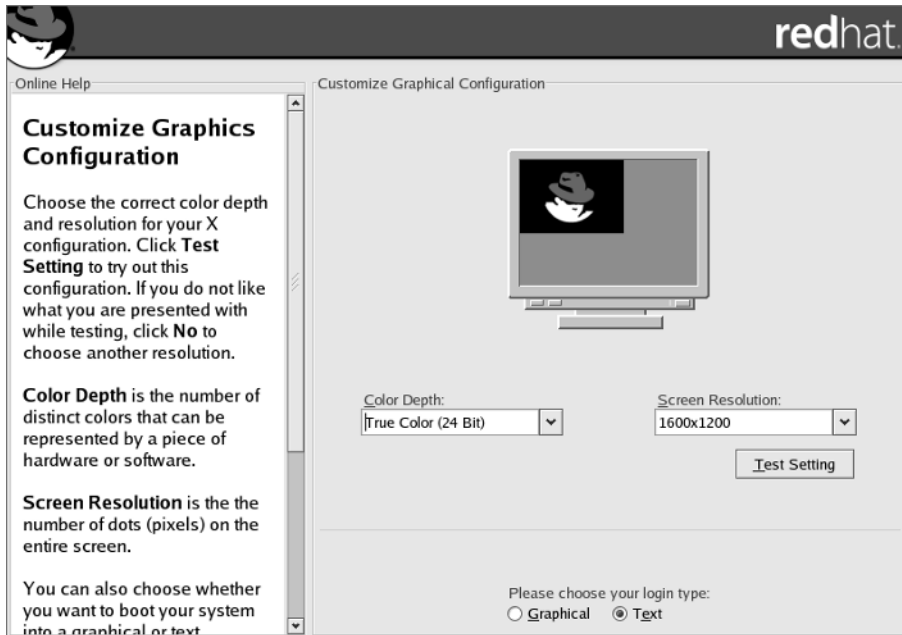 redhat.
Online Help
Customize Graphics
Configuration
Choose the correct color depth
and resolution for your X
configuration. Click Test
Setting to try out this
configuration. If you do not like
what you are presented with
while testing, click No to
choose another resolution.
Color Depth is the number of
distinct colors that can be
represented by a piece of
hardware or software.
Screen Resolution is the the
number of dots (pixels) on the
entire screen.
You can also choose whether
you want to boot your system
into a graphical or text
Customize Graphical Configuration
Color Depth:
True Color (24 Bit)
Screen Resolution:
1600x1200
Test Setting
Please choose your login type:
Graphical
Text